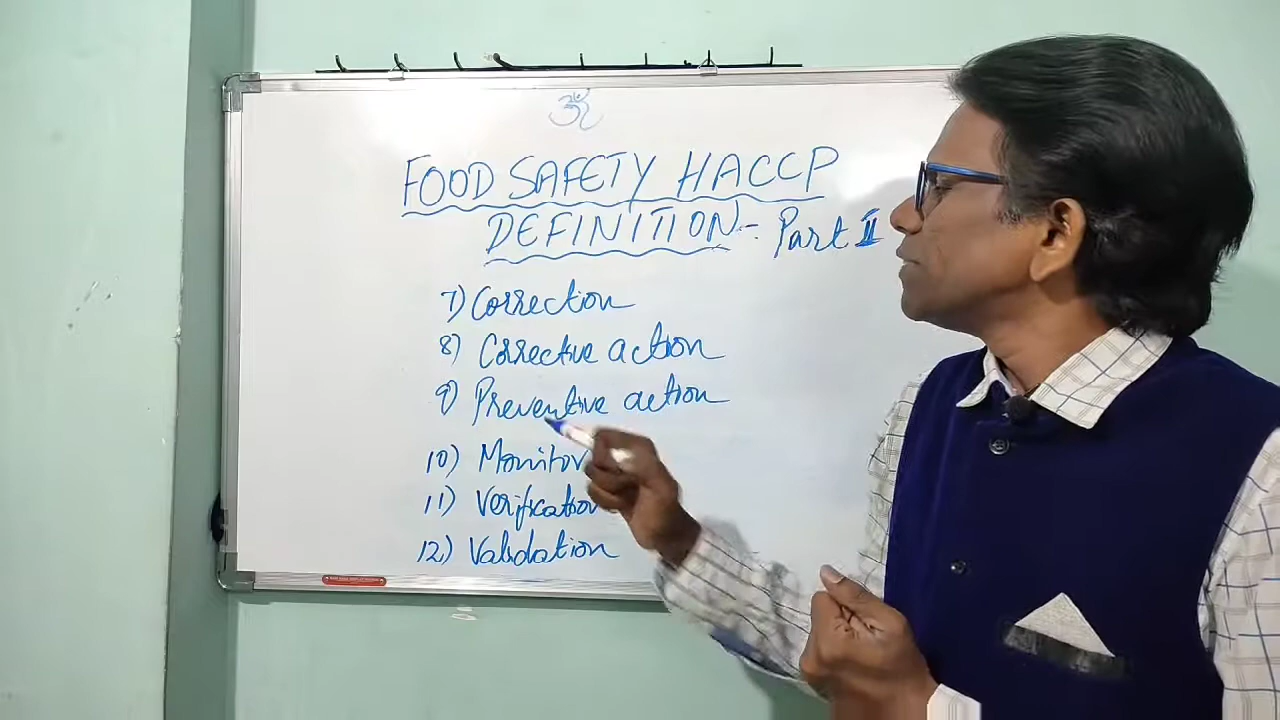 ॐ
FOOD SAFETY HACCP
DEFINITION:- Part II
7) Correction
8) Corrective action
9) Preventive action
10) Monitor
11) Verification
12) Validation